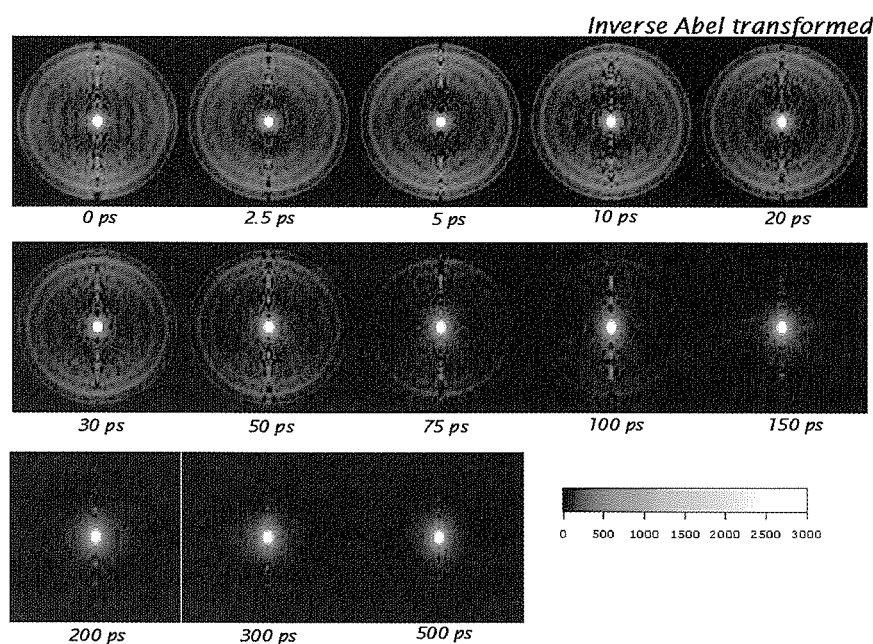 Inverse Abel transformed
0 ps
2.5 ps
5 ps
10 ps
20 ps
30 ps
50 ps
75 ps
100 ps
150 ps
0 500 1000 1500 2000 2500 3000
200 ps
300 ps
500 ps